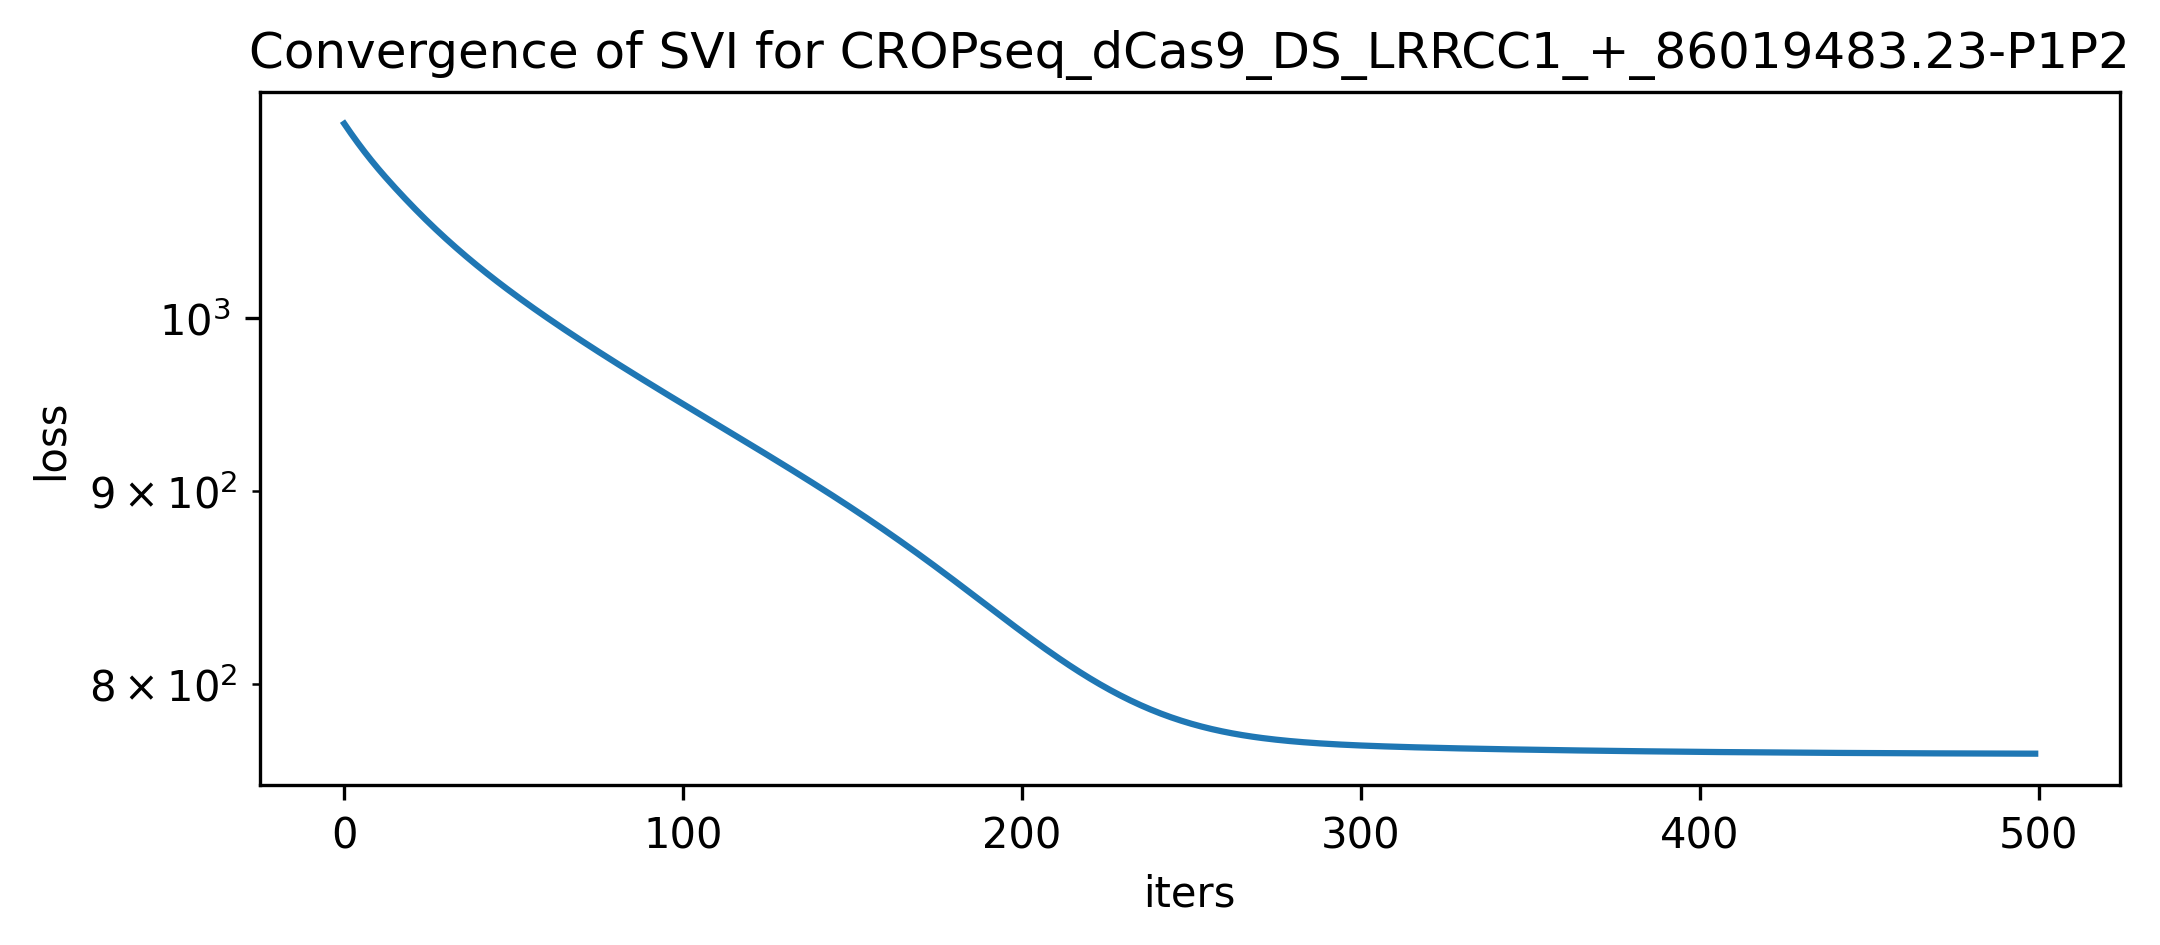 Convergence of SVI for CROPseq_dCas9_DS_LRRCC1_+_86019483.23-P1P2
10³
9 × 10²
8 × 10²
loss
0 100 200 300 400 500
iters